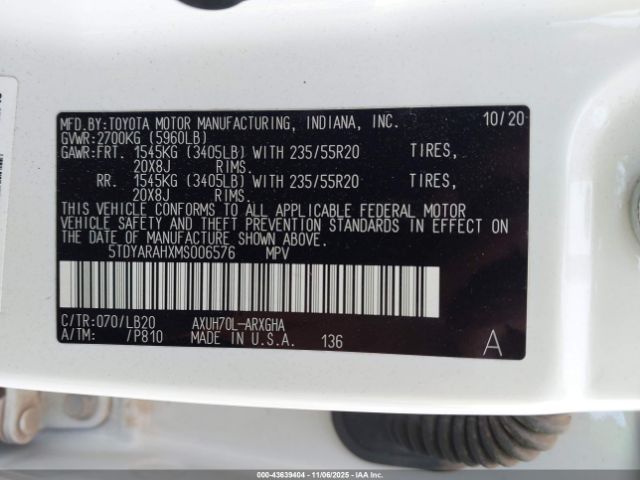 MFD.BY:TOYOTA MOTOR MANUFACTURING, INDIANA, INC. 10/20
GVWR:2700KG (5960LB)
GAWR:FRT. 1545KG (3405LB) WITH 235/55R20 TIRES,
20X8J RIMS.
RR. 1545KG (3405LB) WITH 235/55R20 TIRES,
20X8J RIMS.
THIS VEHICLE CONFORMS TO ALL APPLICABLE FEDERAL MOTOR
VEHICLE SAFETY AND THEFT PREVENTION STANDARDS IN EFFECT ON
THE DATE OF MANUFACTURE SHOWN ABOVE.
5TDYARAHXMS006576 MPV
C/TR:070/LB20 AXUH70L-ARXGHA
A/TM: /P810 MADE IN U.S.A. 136 A
000-43639404 - 11/06/2025 - IAAI.COM